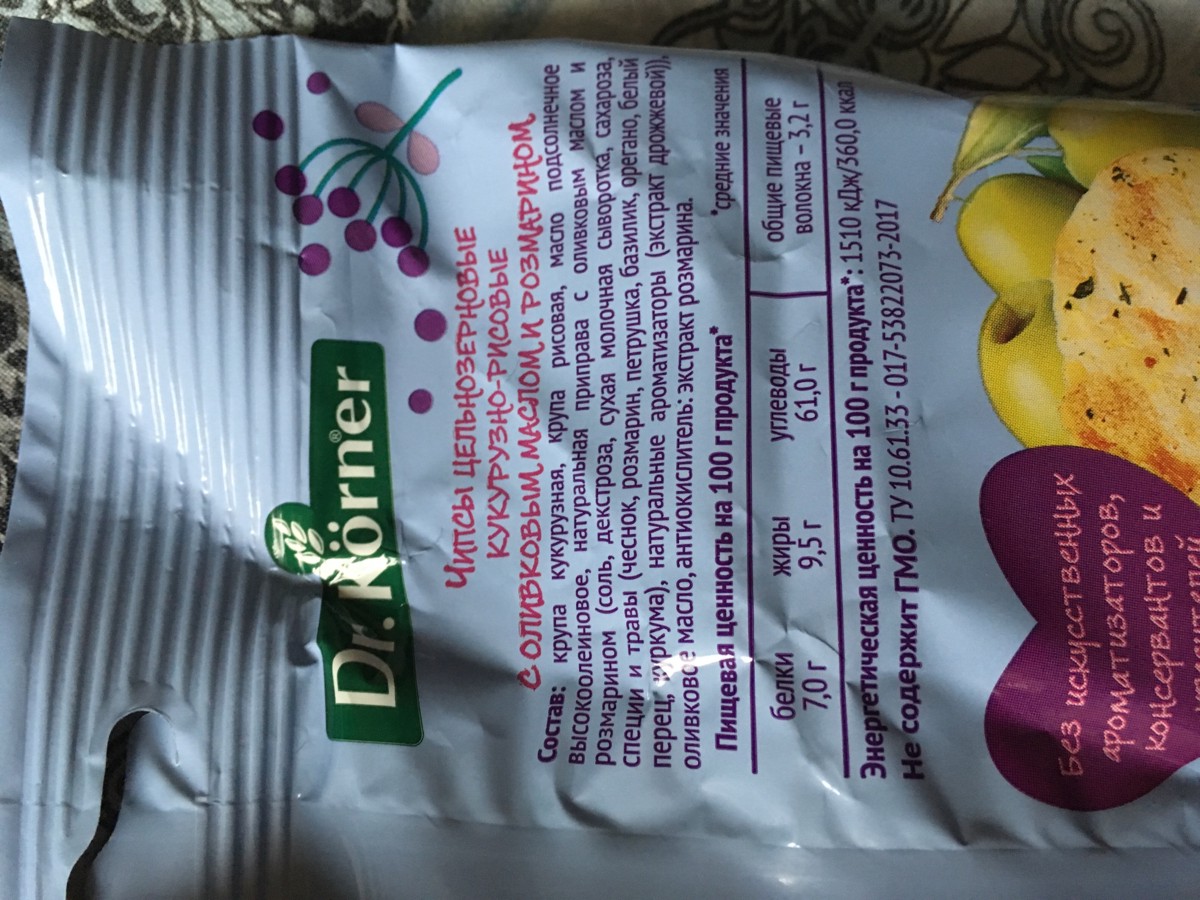 Dr. Körner®
Чипсы цельнозерновые
кукурузно-рисовые
с оливковым маслом и розмарином
Состав: крупа кукурузная, крупа рисовая, масло подсолнечное
высокоолеиновое, натуральная приправа с оливковым маслом и
розмарином (соль, декстроза, сухая молочная сыворотка, сахароза,
специи и травы (чеснок, розмарин, петрушка, базилик, орегано, белый
перец, куркума), натуральные ароматизаторы (экстракт дрожжевой)),
оливковое масло, антиокислитель: экстракт розмарина.
*средние значения
Пищевая ценность на 100 г продукта*
белки жиры углеводы общие пищевые
7,0 г 9,5 г 61,0 г волокна – 3,2 г
Энергетическая ценность на 100 г продукта*: 1510 кДж/360,0 ккал
Не содержит ГМО. ТУ 10.61.33 - 017-53822073-2017
Без искусственных
ароматизаторов,
консервантов и